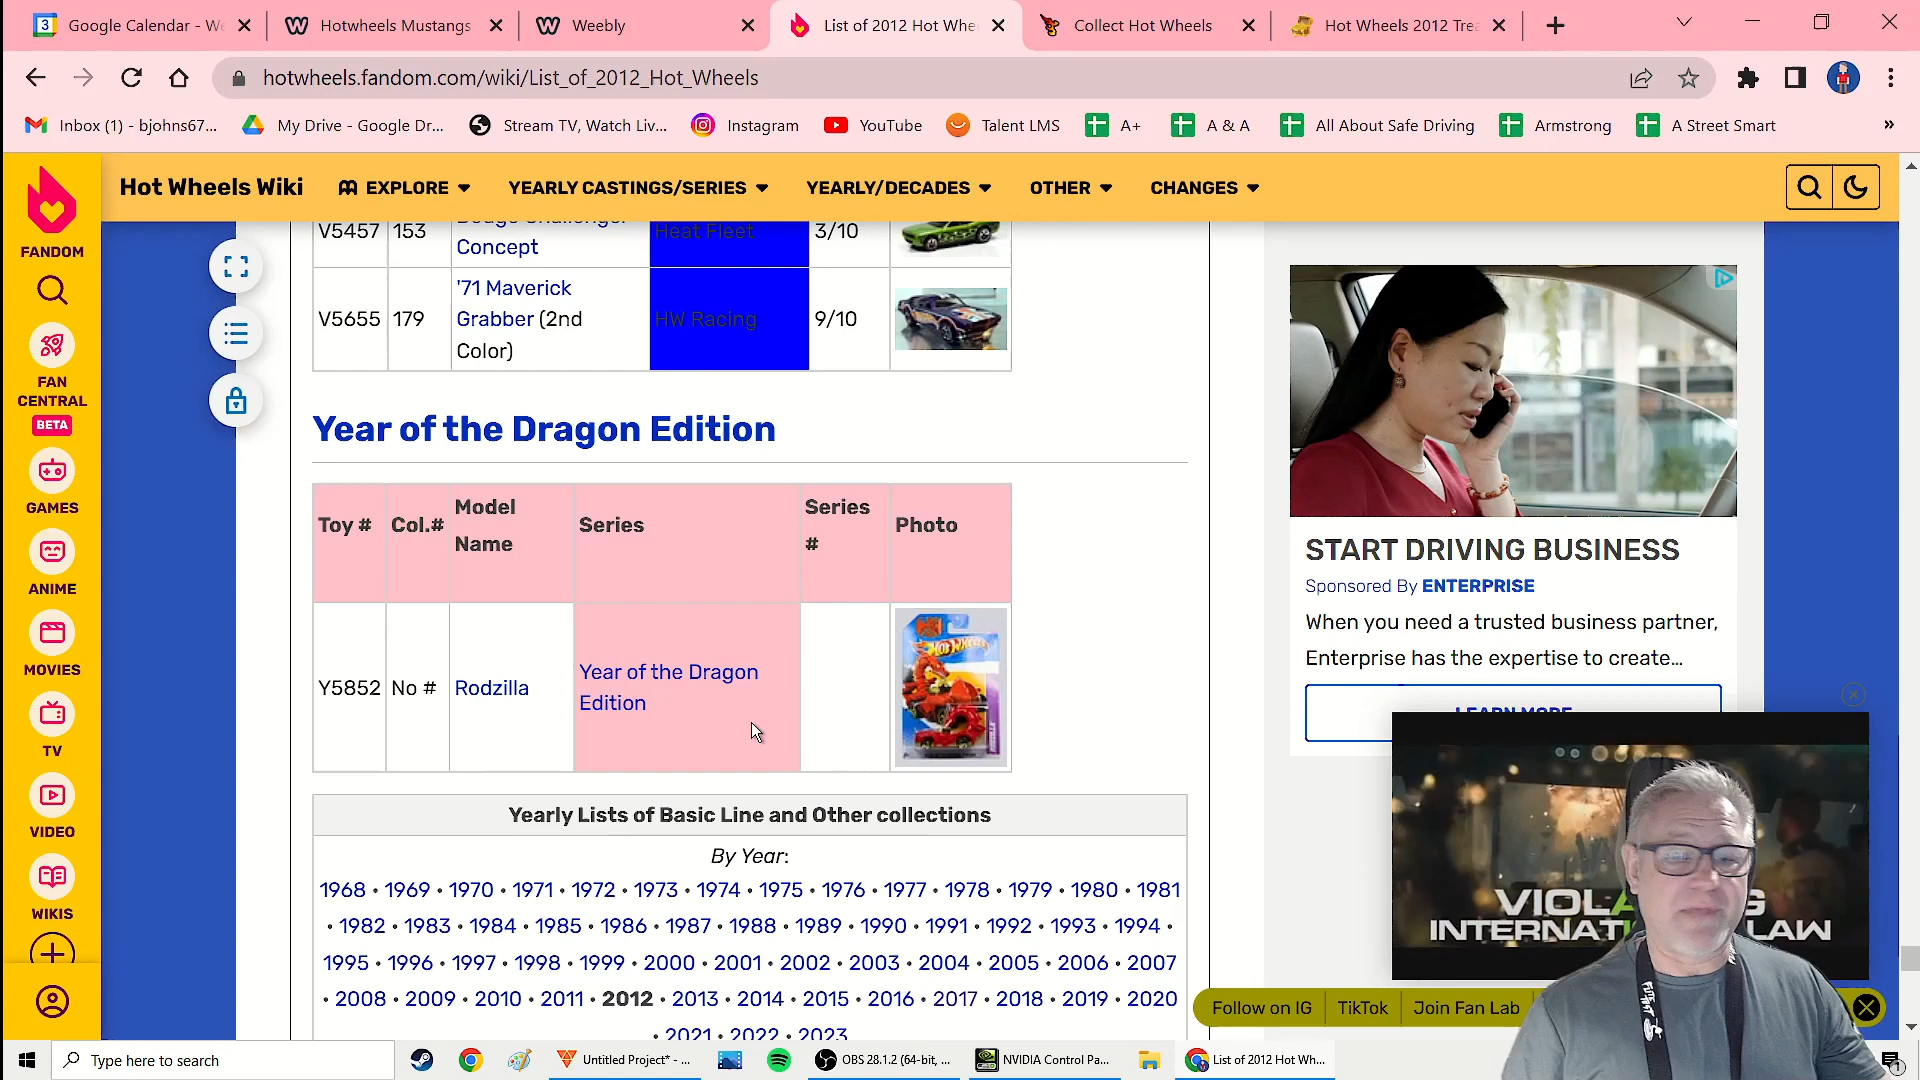 Google Calendar - We
Hotwheels Mustangs
Weebly
List of 2012 Hot Whe
Collect Hot Wheels
Hot Wheels 2012 Trea
hotwheels.fandom.com/wiki/List_of_2012_Hot_Wheels
Inbox (1) - bjohns67...
My Drive - Google Dr...
Stream TV, Watch Liv...
Instagram
YouTube
Talent LMS
A+
A & A
All About Safe Driving
Armstrong
A Street Smart
Hot Wheels Wiki
EXPLORE
YEARLY CASTINGS/SERIES
YEARLY/DECADES
OTHER
CHANGES
FANDOM
FAN CENTRAL
BETA
GAMES
ANIME
MOVIES
TV
VIDEO
WIKIS
V5457 153 Dodge Challenger Heat Fleet 3/10
Concept
V5655 179 '71 Maverick HW Racing 9/10
Grabber (2nd
Color)
Year of the Dragon Edition
Toy # Col.# Model Name Series Series # Photo
Y5852 No # Rodzilla Year of the Dragon
Edition
Yearly Lists of Basic Line and Other collections
By Year:
1968 • 1969 • 1970 • 1971 • 1972 • 1973 • 1974 • 1975 • 1976 • 1977 • 1978 • 1979 • 1980 • 1981
• 1982 • 1983 • 1984 • 1985 • 1986 • 1987 • 1988 • 1989 • 1990 • 1991 • 1992 • 1993 • 1994 •
1995 • 1996 • 1997 • 1998 • 1999 • 2000 • 2001 • 2002 • 2003 • 2004 • 2005 • 2006 • 2007
• 2008 • 2009 • 2010 • 2011 • 2012 • 2013 • 2014 • 2015 • 2016 • 2017 • 2018 • 2019 • 2020
• 2021 • 2022 • 2023
START DRIVING BUSINESS
Sponsored By ENTERPRISE
When you need a trusted business partner,
Enterprise has the expertise to create...
LEARN MORE
INTERNAT LAW
Follow on IG
TikTok
Join Fan Lab
Type here to search
Untitled Project* - ...
OBS 28.1.2 (64-bit, ...
NVIDIA Control Pa...
List of 2012 Hot Wh...